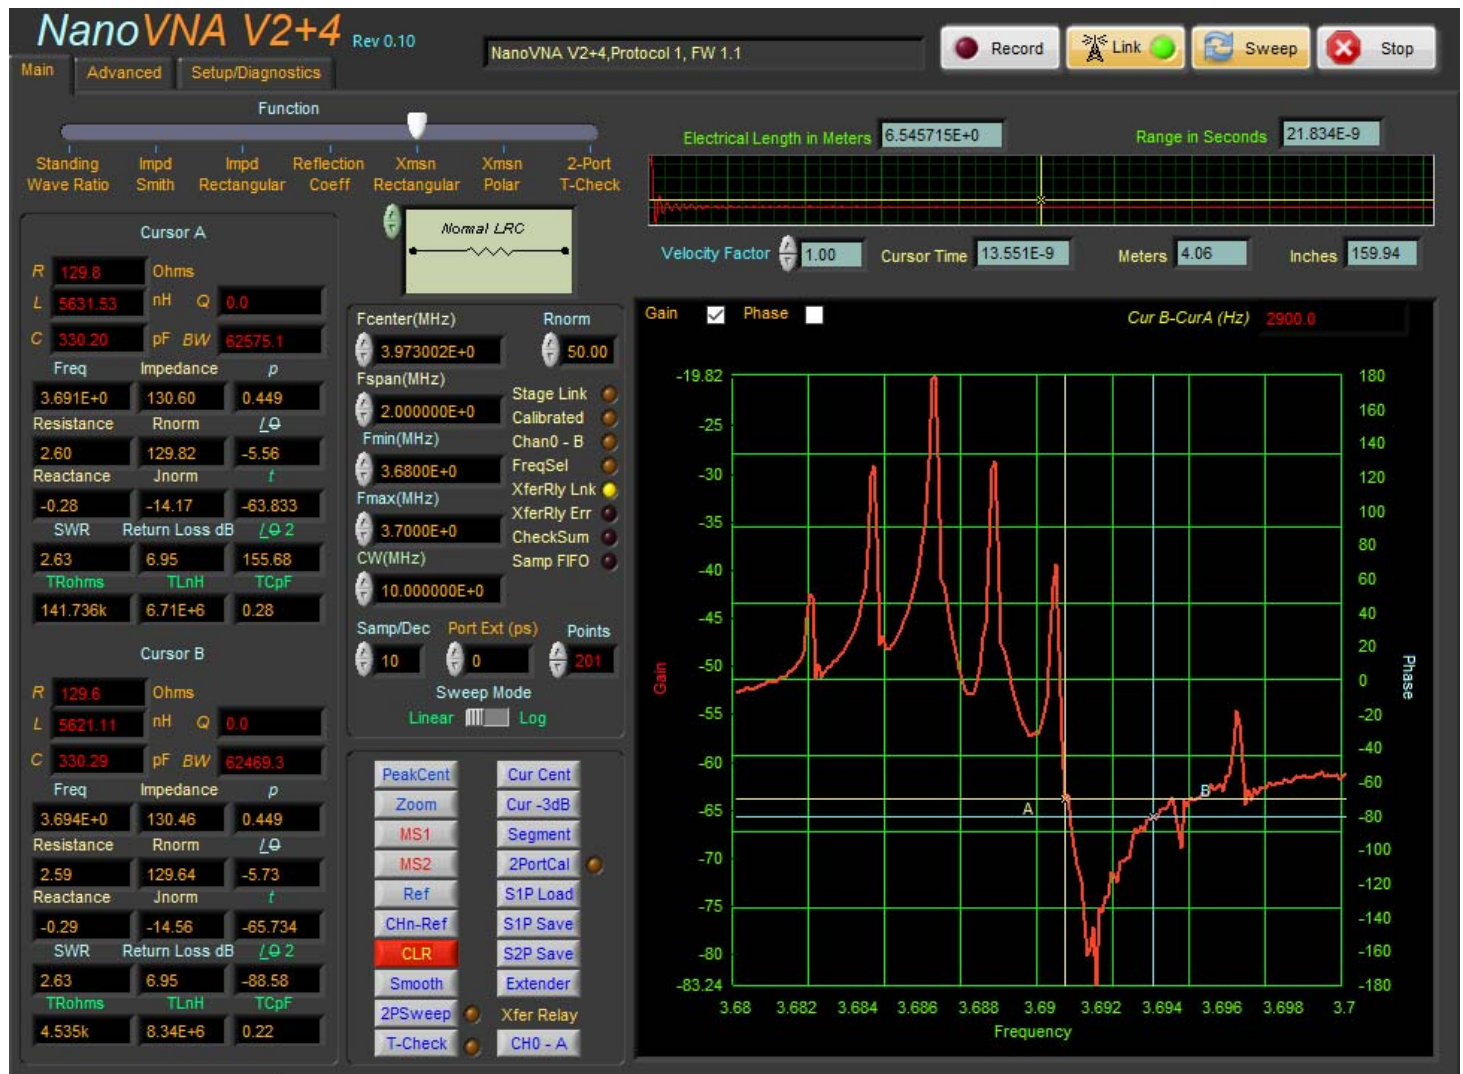 NanoVNA V2+4 Rev 0.10
NanoVNA V2+4,Protocol 1, FW 1.1
Record Link Sweep Stop
Main Advanced Setup/Diagnostics
Function
Standing Wave Ratio
Impd Smith
Impd Rectangular
Reflection Coeff
Xmsn Rectangular
Xmsn Polar
2-Port T-Check
Electrical Length in Meters 6.545715E+0
Range in Seconds 21.834E-9
Velocity Factor 1.00 Cursor Time 13.551E-9 Meters 4.06 Inches 159.94
Normal LRC
Cursor A
R 129.8 Ohms
L 5631.53 nH Q 0.0
C 330.20 pF BW 62575.1
Freq Impedance p
3.691E+0 130.60 0.449
Resistance Rnorm / Θ
2.60 129.82 -5.56
Reactance Jnorm t
-0.28 -14.17 -63.833
SWR Return Loss dB / Θ 2
2.63 6.95 155.68
TRohms TLnH TCpF
141.736k 6.71E+6 0.28
Cursor B
R 129.6 Ohms
L 5621.11 nH Q 0.0
C 330.29 pF BW 62469.3
Freq Impedance p
3.694E+0 130.46 0.449
Resistance Rnorm / Θ
2.59 129.64 -5.73
Reactance Jnorm t
-0.29 -14.56 -65.734
SWR Return Loss dB / Θ 2
2.63 6.95 -88.58
TRohms TLnH TCpF
4.535k 8.34E+6 0.22
Fcenter(MHz) Rnorm
3.973002E+0 50.00
Fspan(MHz)
2.000000E+0
Fmin(MHz)
3.6800E+0
Fmax(MHz)
3.7000E+0
CW(MHz)
10.000000E+0
Stage Link
Calibrated
Chan0 - B
FreqSel
XferRly Lnk
XferRly Err
CheckSum
Samp FIFO
Samp/Dec Port Ext (ps) Points
10 0 201
Sweep Mode
Linear Log
PeakCent Cur Cent
Zoom Cur -3dB
MS1 Segment
MS2 2PortCal
Ref S1P Load
CHn-Ref S1P Save
CLR S2P Save
Smooth Extender
2PSweep Xfer Relay
T-Check CH0 - A
Gain Phase Cur B-CurA (Hz) 2900.0
-19.82
-25
-30
-35
-40
-45
-50
-55
-60
-65
-70
-75
-80
-83.24
Gain
A
B
180
160
140
120
100
80
60
40
20
0
-20
-40
-60
-80
-100
-120
-140
-160
-180
Phase
3.68 3.682 3.684 3.686 3.688 3.69 3.692 3.694 3.696 3.698 3.7
Frequency